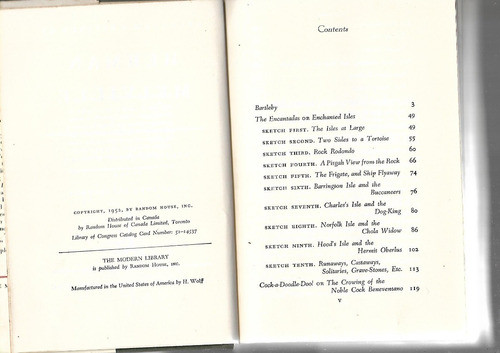 COPYRIGHT, 1952, BY RANDOM HOUSE, INC.
Distributed in Canada
by Random House of Canada Limited, Toronto
Library of Congress Catalog Card Number: 52-14537
THE MODERN LIBRARY
is published by RANDOM HOUSE, INC.
Manufactured in the United States of America by H. Wolff
Contents
Bartleby 3
The Encantadas or Enchanted Isles 49
SKETCH FIRST. The Isles at Large 49
SKETCH SECOND. Two Sides to a Tortoise 55
SKETCH THIRD. Rock Rodondo 60
SKETCH FOURTH. A Pisgah View from the Rock 66
SKETCH FIFTH. The Frigate, and Ship Flyaway 74
SKETCH SIXTH. Barrington Isle and the
Buccaneers 76
SKETCH SEVENTH. Charles's Isle and the
Dog-King 80
SKETCH EIGHTH. Norfolk Isle and the
Chola Widow 86
SKETCH NINTH. Hood's Isle and the
Hermit Oberlus 102
SKETCH TENTH. Runaways, Castaways,
Solitaries, Grave-Stones, Etc. 113
Cock-a-Doodle-Doo! OR The Crowing of the
Noble Cock Beneventano 119
v